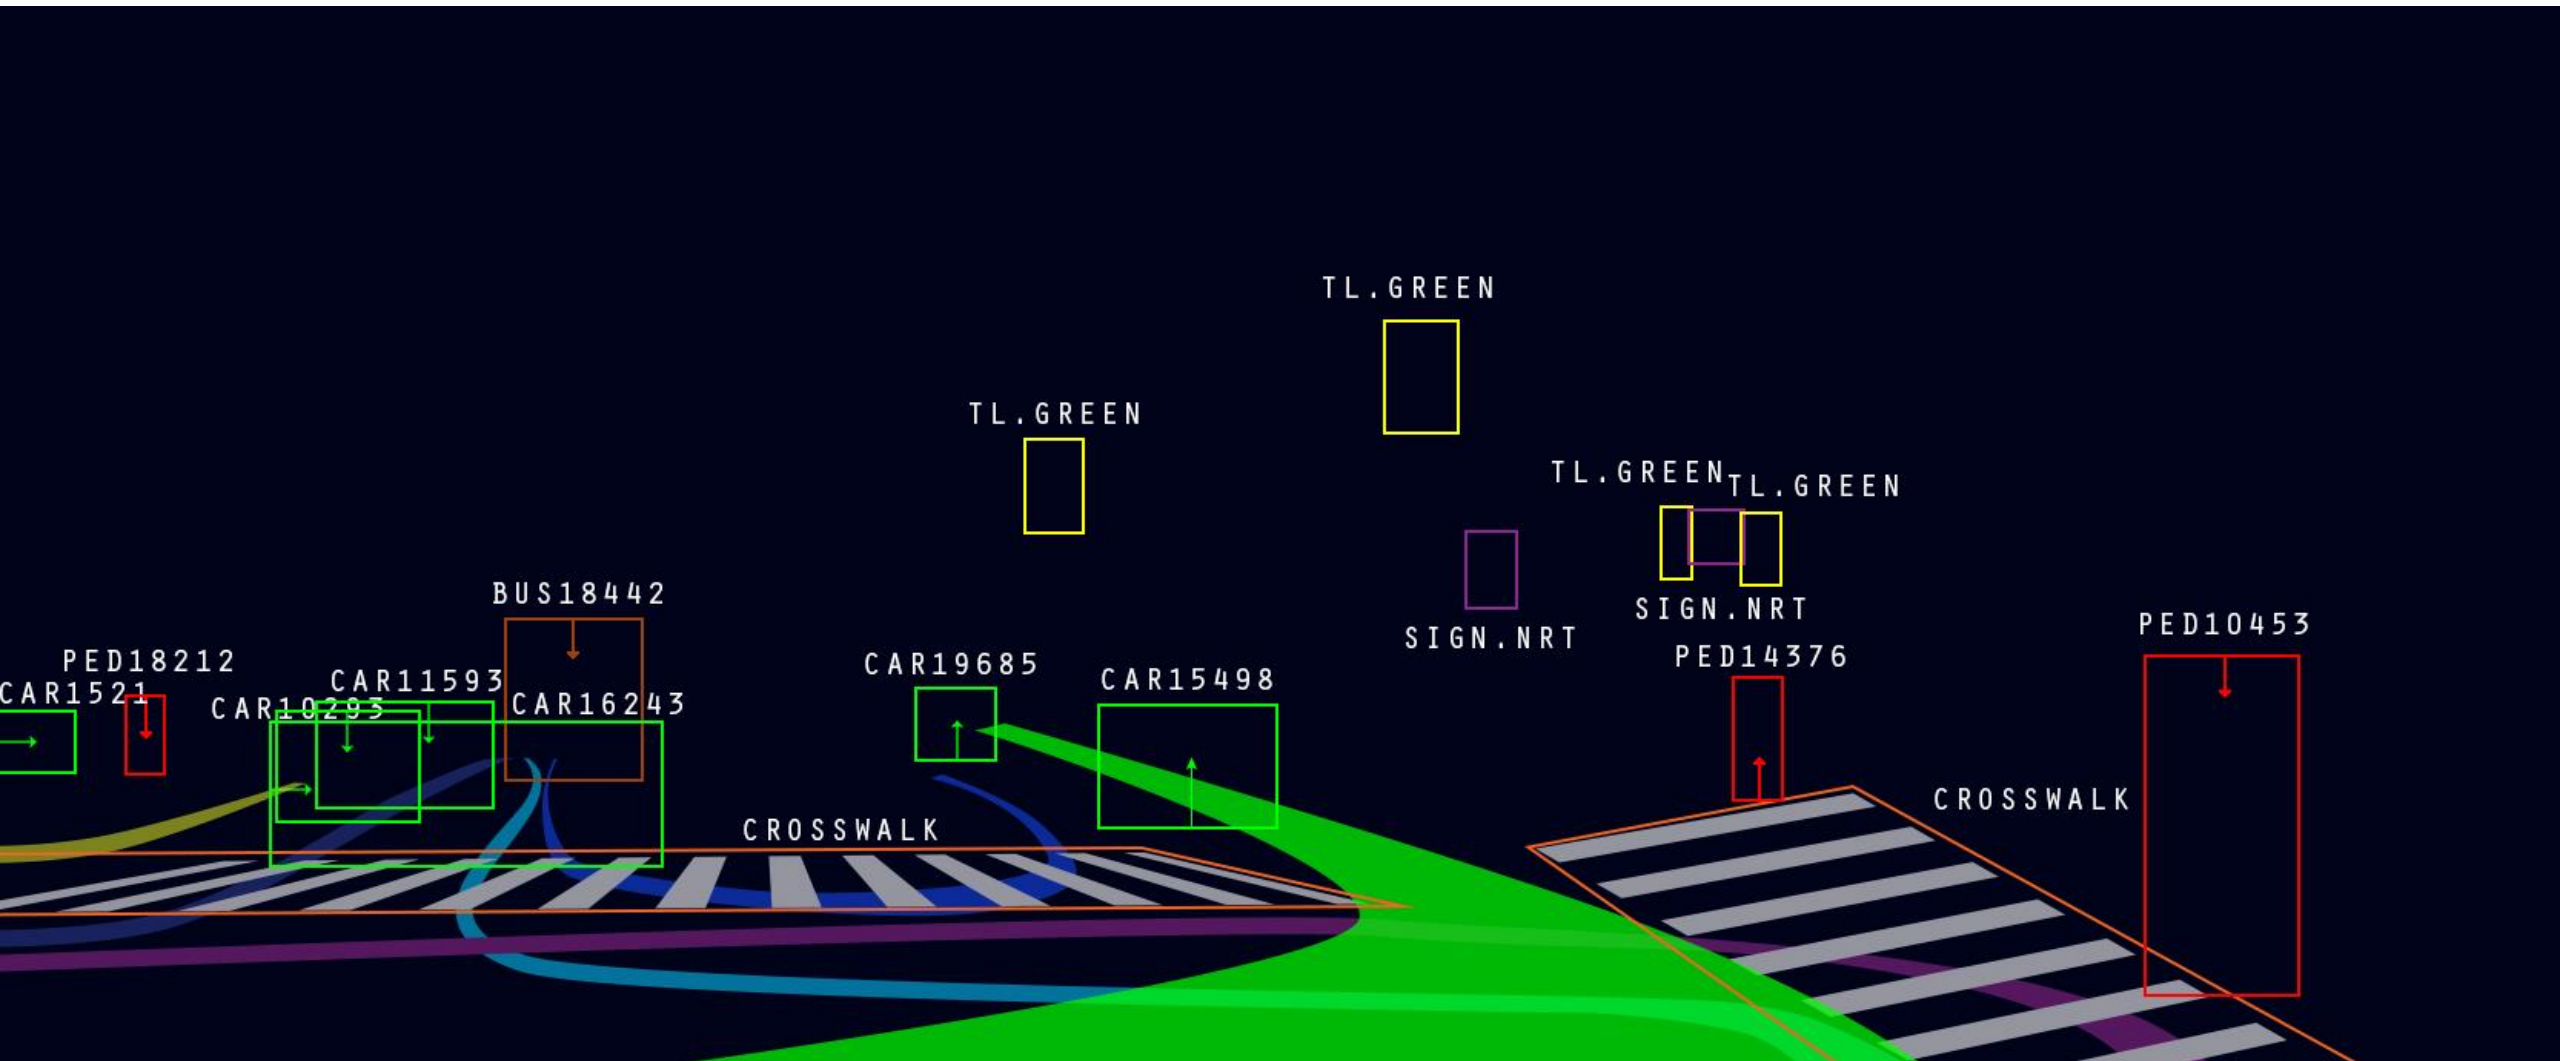 TL.GREEN
TL.GREEN
TL.GREEN
TL.GREEN
BUS18442
SIGN.NRT
SIGN.NRT
PED10453
PED18212
CAR19685
PED14376
CAR1521
CAR11593
CAR15498
CAR10293
CAR16243
CROSSWALK
CROSSWALK